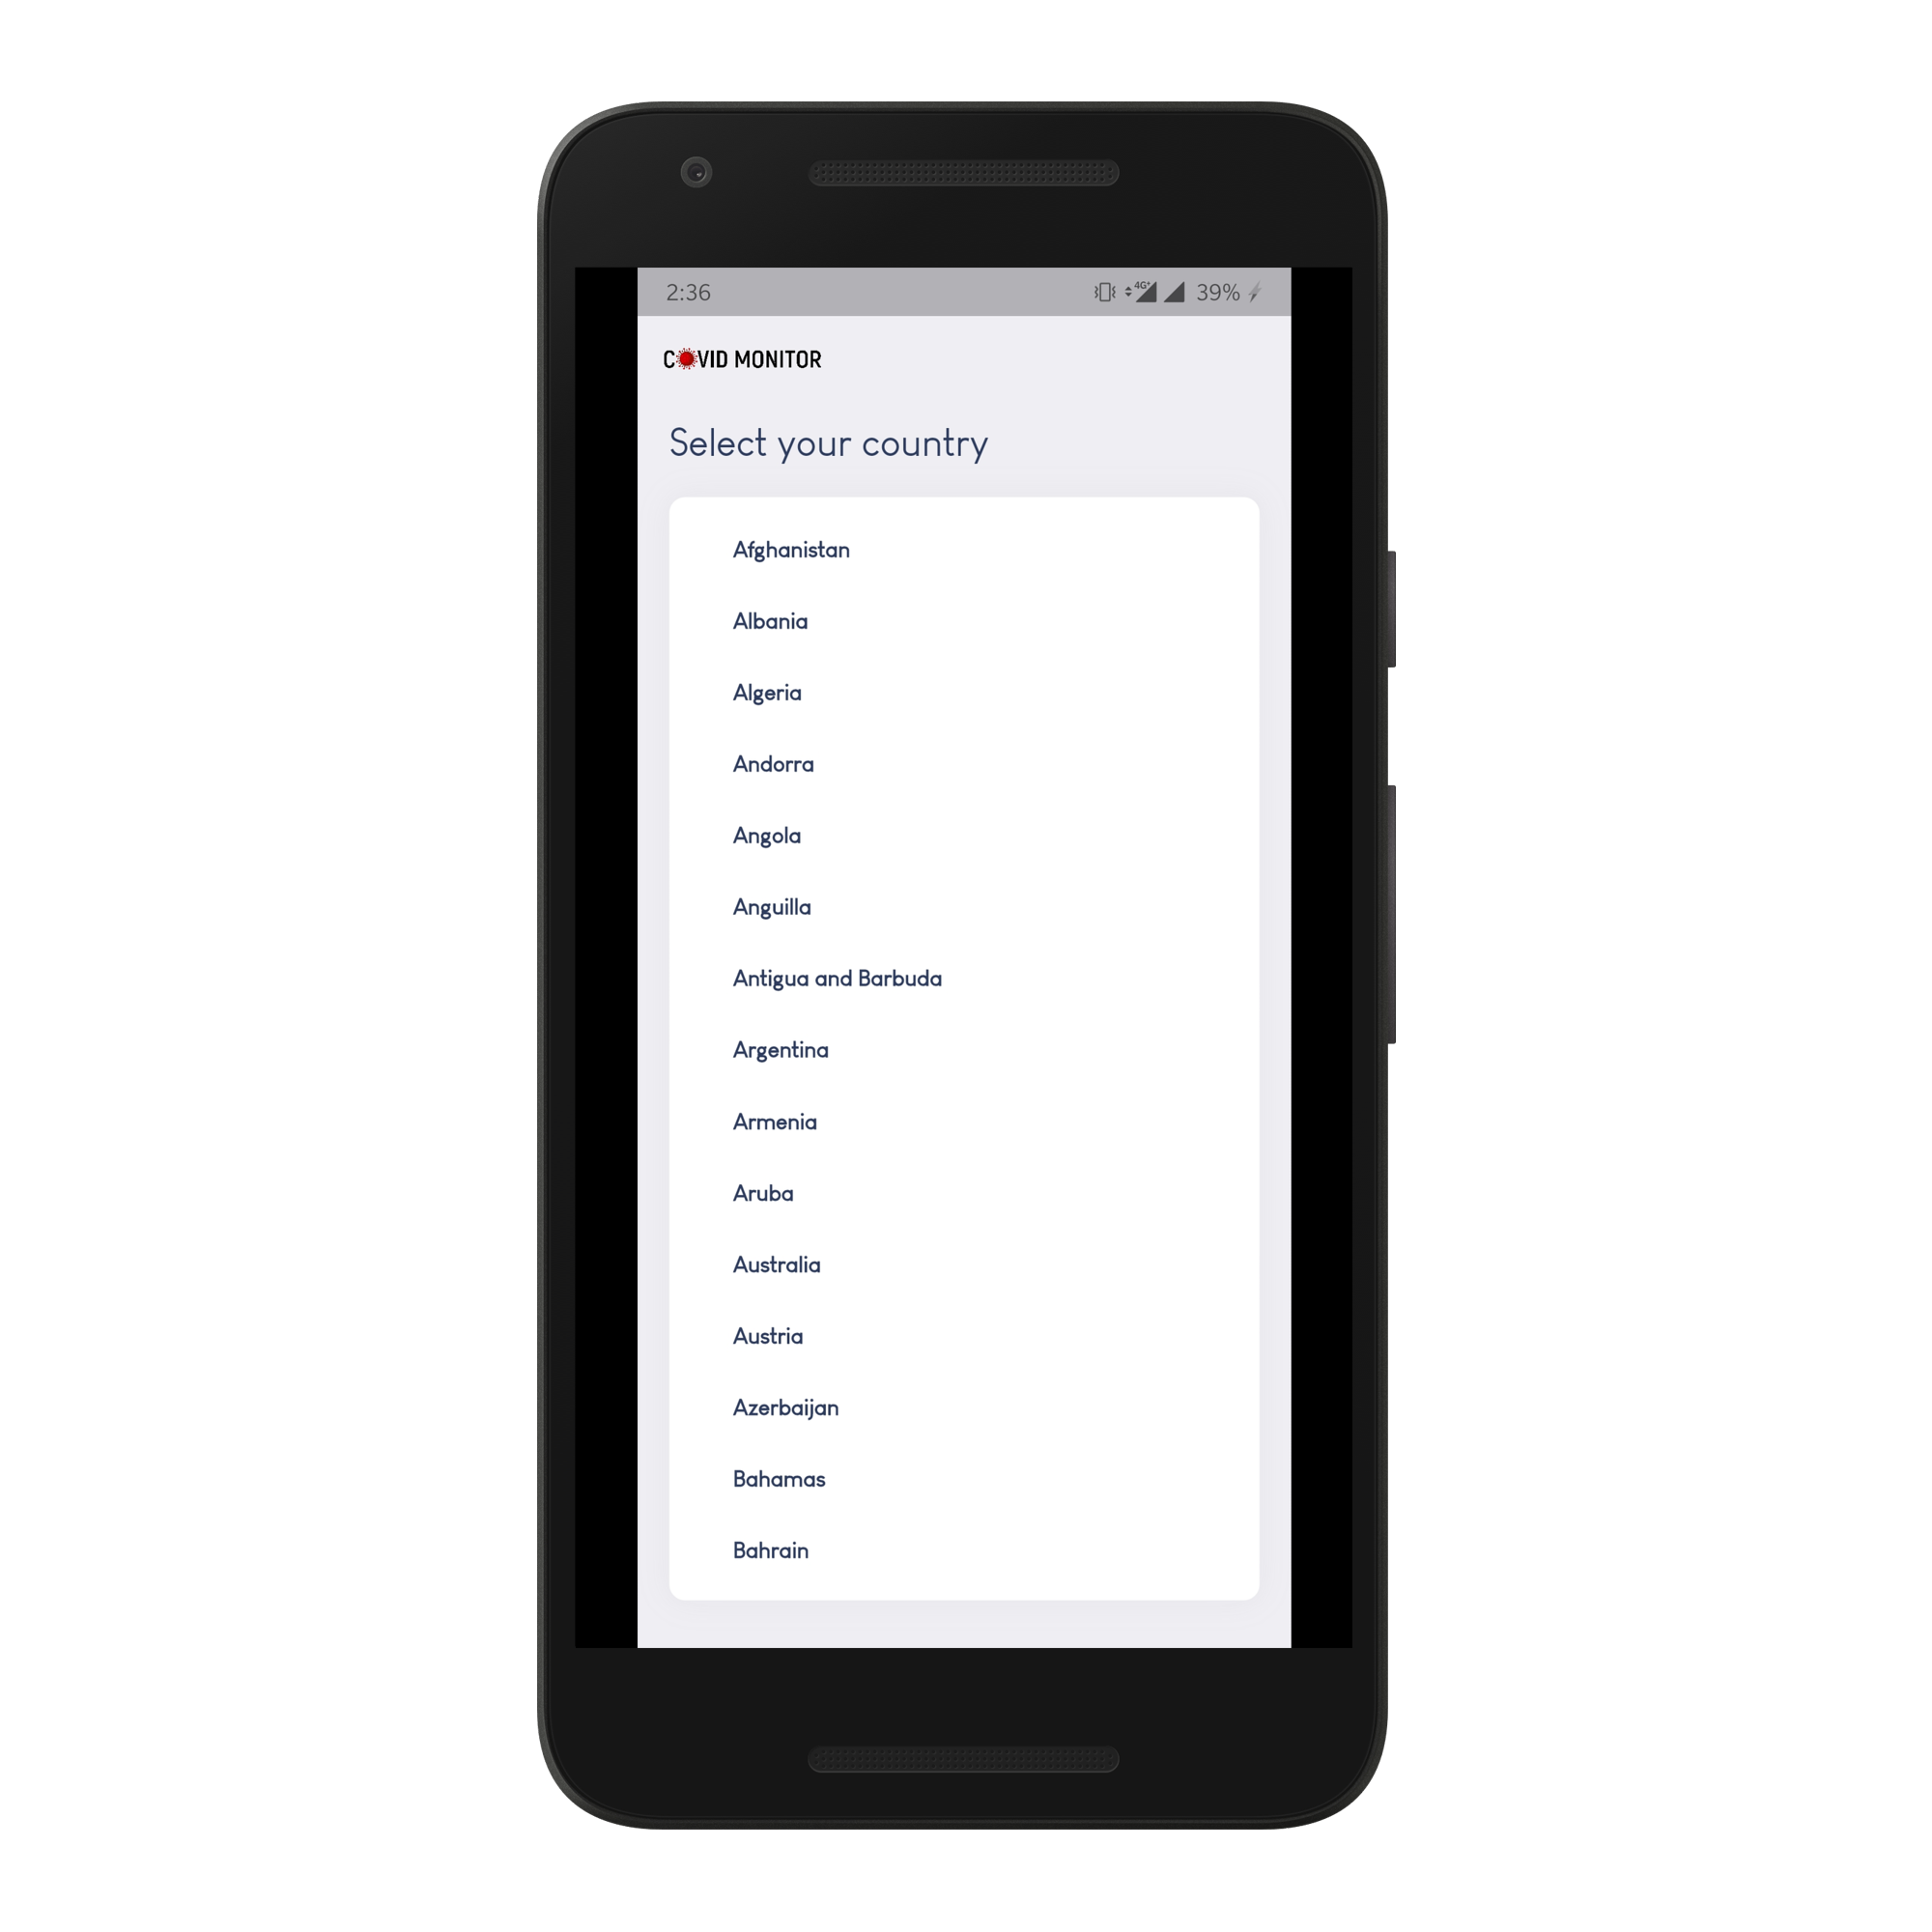 2:36 4G+ 39%
COVID MONITOR
Select your country
Afghanistan
Albania
Algeria
Andorra
Angola
Anguilla
Antigua and Barbuda
Argentina
Armenia
Aruba
Australia
Austria
Azerbaijan
Bahamas
Bahrain